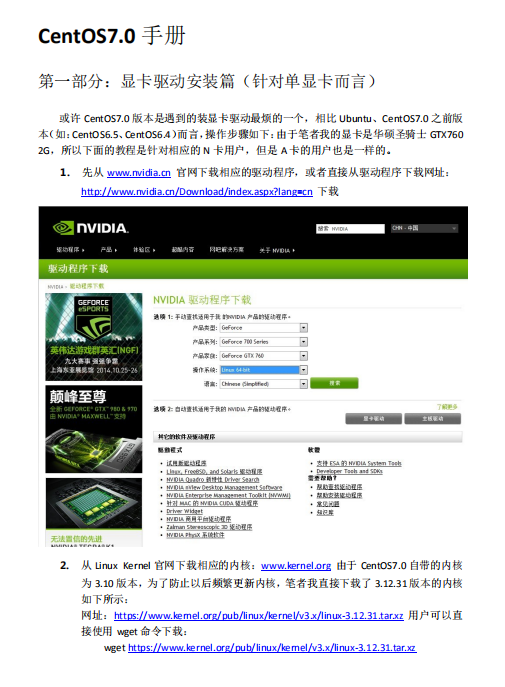 CentOS7.0 手册
第一部分：显卡驱动安装篇（针对单显卡而言）
或许 CentOS7.0 版本是遇到的装显卡驱动最烦的一个，相比 Ubuntu、CentOS7.0 之前版
本（如：CentOS6.5、CentOS6.4）而言，操作步骤如下：由于笔者我的显卡是华硕圣骑士 GTX760
2G，所以下面的教程是针对相应的 N 卡用户，但是 A 卡的用户也是一样的。
1. 先从 www.nvidia.cn 官网下载相应的驱动程序，或者直接从驱动程序下载网址：
http://www.nvidia.cn/Download/index.aspx?lang=cn 下载
NVIDIA.
搜索 NVIDIA
CHN - 中国
驱动程序 产品 体验区 超酷内容 网吧解决方案 关于 NVIDIA
驱动程序下载
NVIDIA > 驱动程序下载
GEFORCE
eSPORTS
英伟达游戏群英汇(NGF)
九大赛事 强强争霸
上海东亚展览馆 2014.10.25-26
巅峰至尊
全新 GEFORCE GTX 980 & 970
由 NVIDIA MAXWELL 支持
无法置信的先进
NVIDIA 驱动程序下载
选项 1: 手动查找适用于我的NVIDIA 产品的驱动程序。
产品类型: GeForce
产品系列: GeForce 700 Series
产品家族: GeForce GTX 760
操作系统: Linux 64-bit
语言: Chinese (Simplified)
搜索
选项 2: 自动查找适用于我的 NVIDIA 产品的驱动程序。
了解更多
显卡驱动 主板驱动
其它的软件及驱动程序
驱动程式
试用版驱动程序
Linux, FreeBSD, and Solaris 驱动程序
NVIDIA Quadro 新特性 Driver Search
NVIDIA nView Desktop Management Software
NVIDIA Enterprise Management Toolkit (NVWMI)
针对 MAC 的 NVIDIA CUDA 驱动程序
Driver Widget
NVIDIA 商用平台驱动程序
Zalman Stereoscopic 3D 驱动程序
NVIDIA PhysX 系统软件
软管
支持 ESA 的 NVIDIA System Tools
Developer Tools and SDKs
需要帮助？
帮助查找驱动程序
帮助安装驱动程序
常见问题
知识库
2. 从 Linux Kernel 官网下载相应的内核：www.kernel.org 由于 CentOS7.0 自带的内核
为 3.10 版本，为了防止以后频繁更新内核，笔者我直接下载了 3.12.31 版本的内核
如下所示：
网址：https://www.kernel.org/pub/linux/kernel/v3.x/linux-3.12.31.tar.xz 用户可以直
接使用 wget 命令下载：
wget https://www.kernel.org/pub/linux/kernel/v3.x/linux-3.12.31.tar.xz